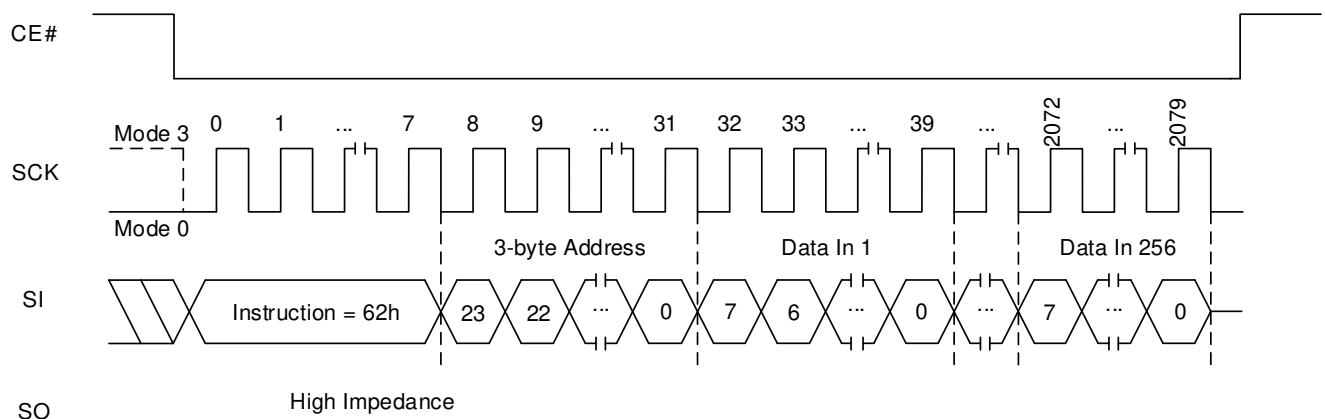 CE#
SCK
Mode 3
0 1 ... 7 8 9 ... 31 32 33 ... 39 ... 2072 ... 2079
Mode 0
3-byte Address Data In 1 Data In 256
SI
Instruction = 62h 23 22 ... 0 7 6 ... 0 ... 7 ... 0
SO
High Impedance